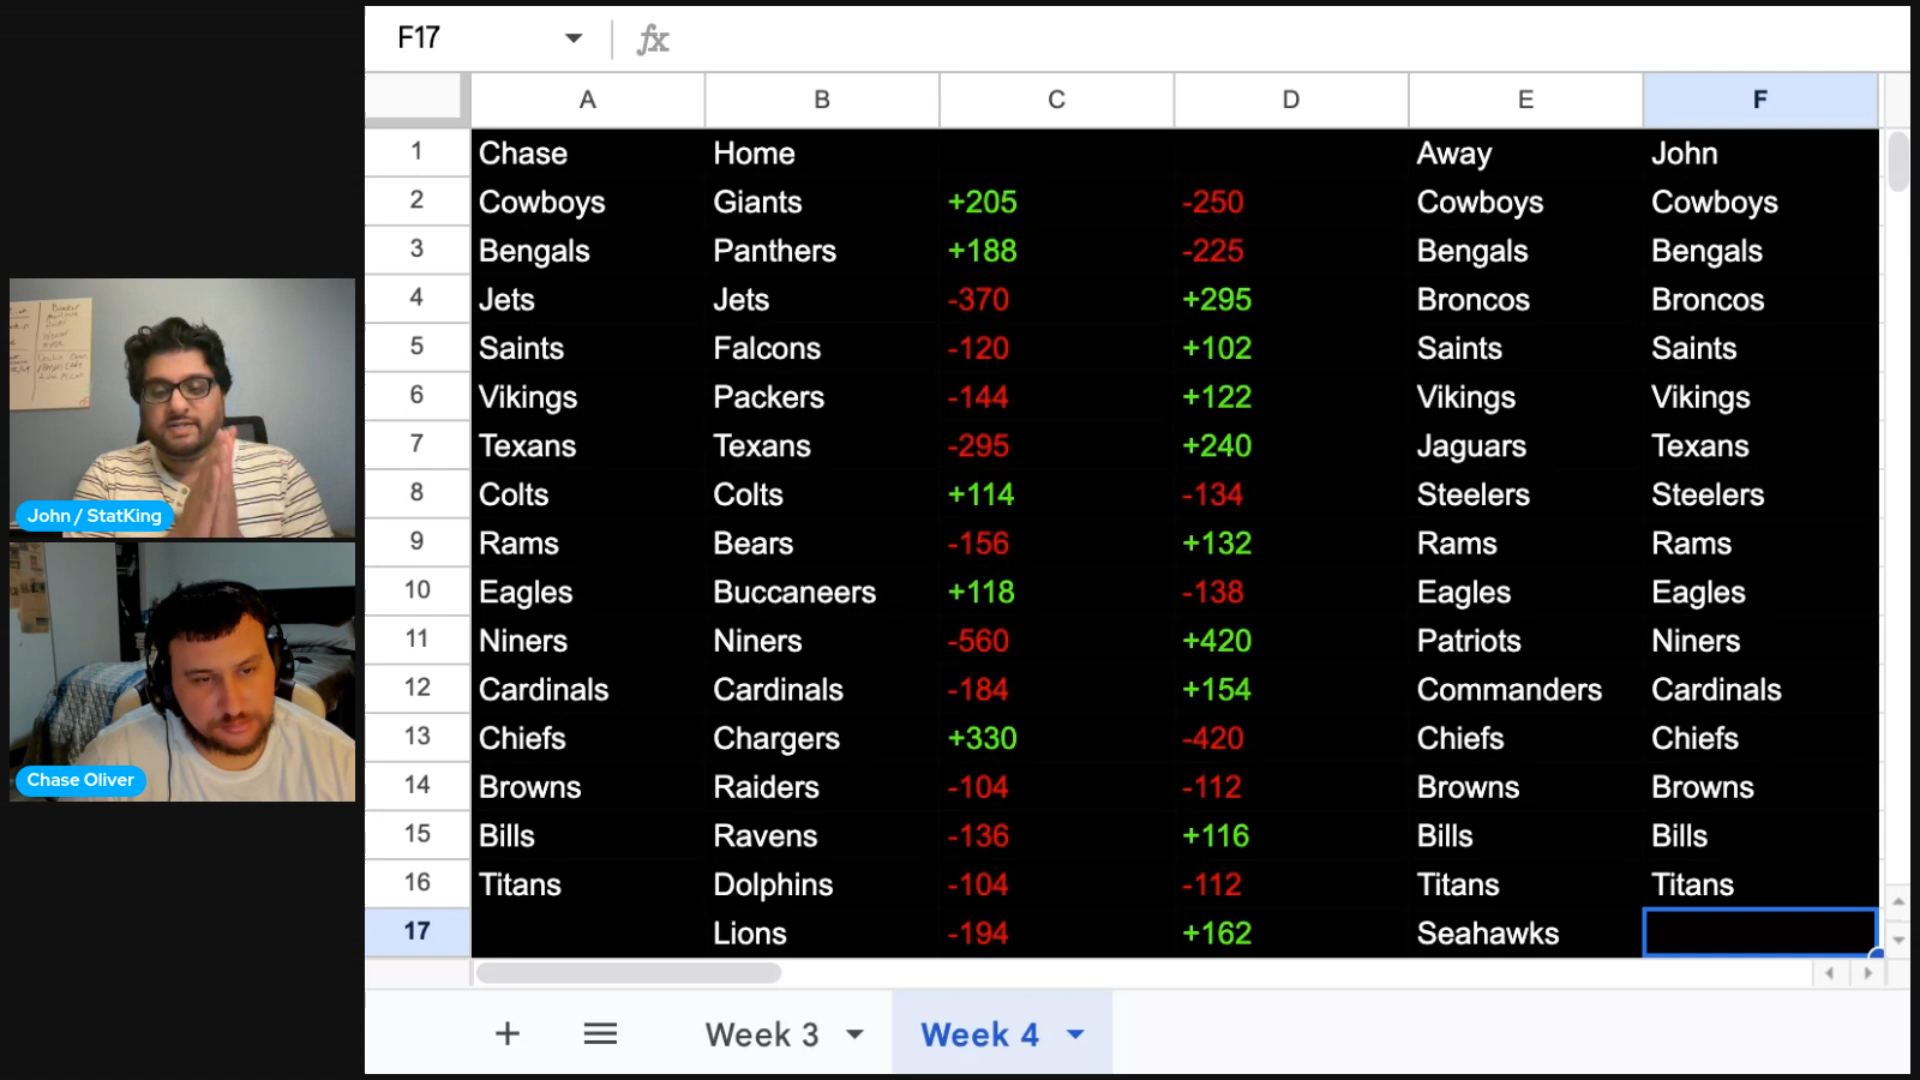 F17 fx
A B C D E F
1 Chase Home Away John
2 Cowboys Giants +205 -250 Cowboys Cowboys
3 Bengals Panthers +188 -225 Bengals Bengals
4 Jets Jets -370 +295 Broncos Broncos
5 Saints Falcons -120 +102 Saints Saints
6 Vikings Packers -144 +122 Vikings Vikings
7 Texans Texans -295 +240 Jaguars Texans
8 Colts Colts +114 -134 Steelers Steelers
9 Rams Bears -156 +132 Rams Rams
10 Eagles Buccaneers +118 -138 Eagles Eagles
11 Niners Niners -560 +420 Patriots Niners
12 Cardinals Cardinals -184 +154 Commanders Cardinals
13 Chiefs Chargers +330 -420 Chiefs Chiefs
14 Browns Raiders -104 -112 Browns Browns
15 Bills Ravens -136 +116 Bills Bills
16 Titans Dolphins -104 -112 Titans Titans
17 Lions -194 +162 Seahawks
Week 3 Week 4
John / StatKing
Chase Oliver